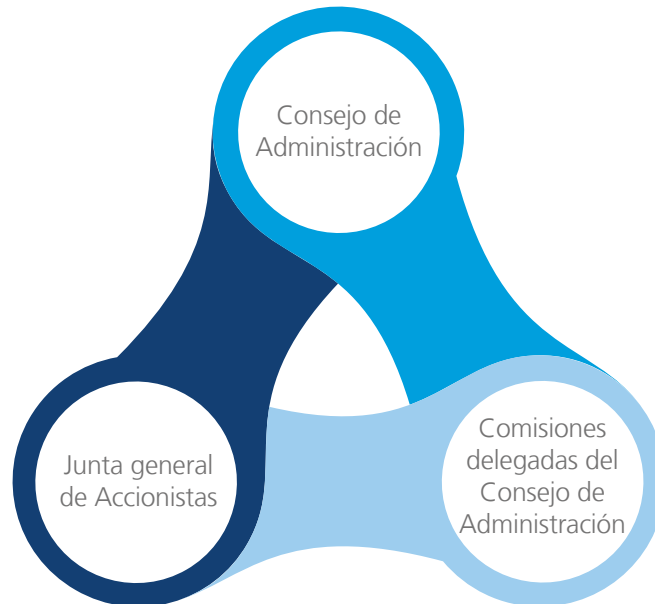 Consejo de
Administración
Junta general
de Accionistas
Comisiones
delegadas del
Consejo de
Administración